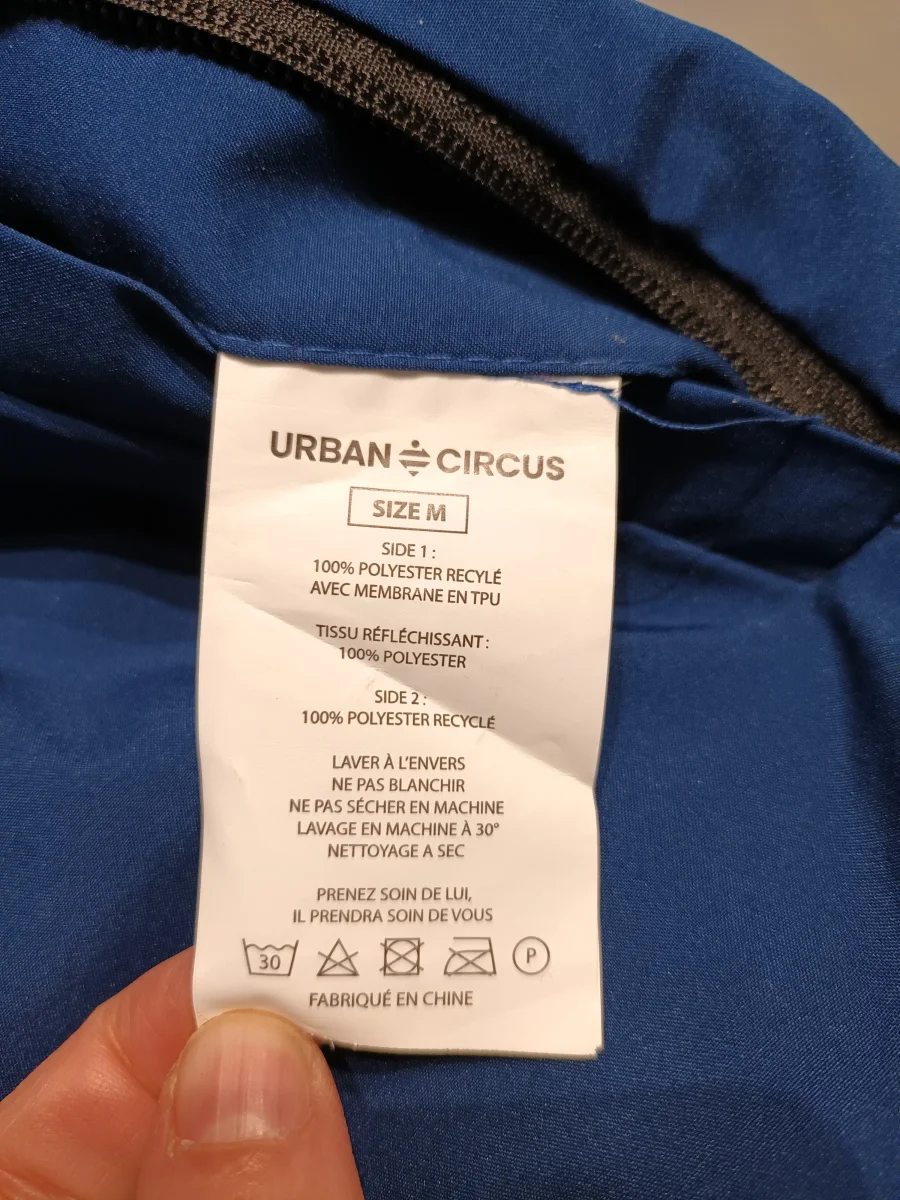 URBAN CIRCUS
SIZE M
SIDE 1 :
100% POLYESTER RECYLÉ
AVEC MEMBRANE EN TPU
TISSU RÉFLÉCHISSANT :
100% POLYESTER
SIDE 2 :
100% POLYESTER RECYCLÉ
LAVER À L'ENVERS
NE PAS BLANCHIR
NE PAS SÉCHER EN MACHINE
LAVAGE EN MACHINE À 30°
NETTOYAGE A SEC
PRENEZ SOIN DE LUI,
IL PRENDRA SOIN DE VOUS
30 P
FABRIQUÉ EN CHINE